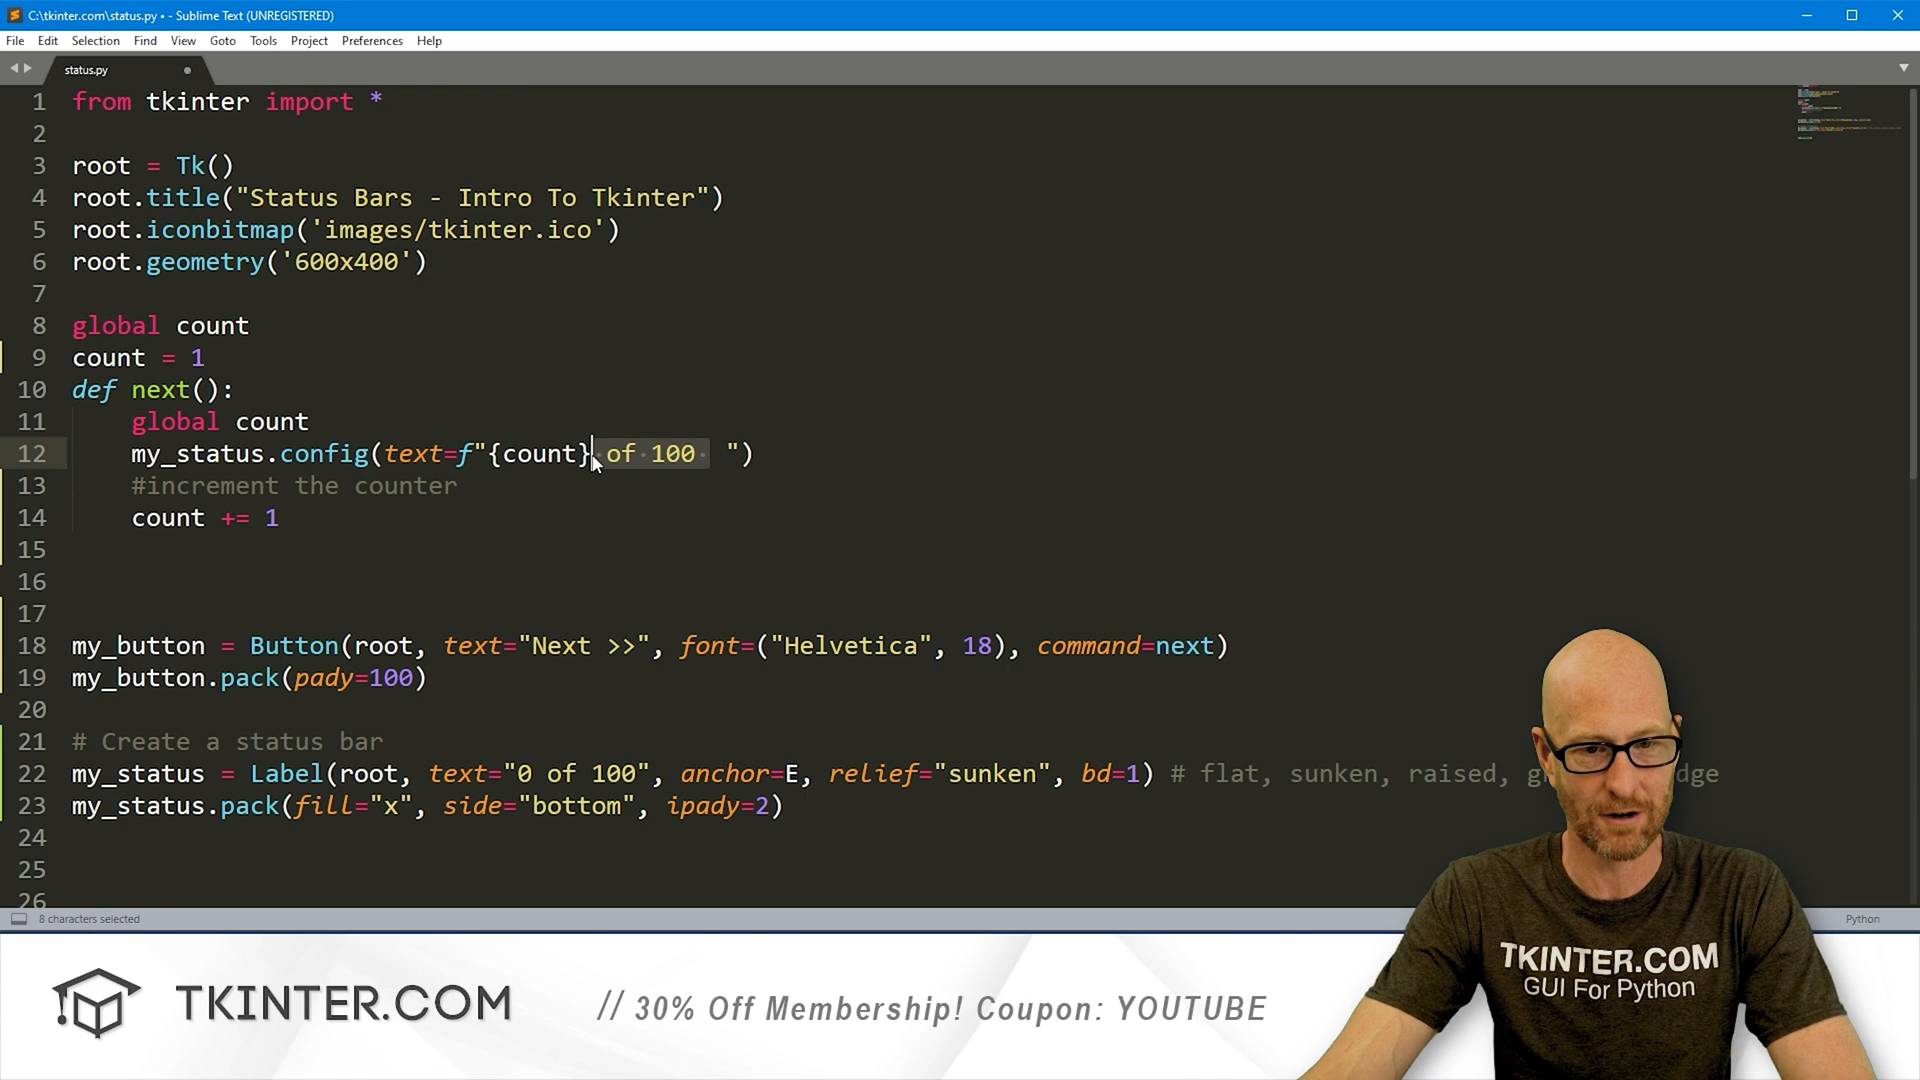 C:\tkinter.com\status.py • - Sublime Text (UNREGISTERED)
File Edit Selection Find View Goto Tools Project Preferences Help
status.py
1 from tkinter import *
2
3 root = Tk()
4 root.title("Status Bars - Intro To Tkinter")
5 root.iconbitmap('images/tkinter.ico')
6 root.geometry('600x400')
7
8 global count
9 count = 1
10 def next():
11 global count
12 my_status.config(text=f"{count} of 100  ")
13 #increment the counter
14 count += 1
15
16
17
18 my_button = Button(root, text="Next >>", font=("Helvetica", 18), command=next)
19 my_button.pack(pady=100)
20
21 # Create a status bar
22 my_status = Label(root, text="0 of 100", anchor=E, relief="sunken", bd=1) # flat, sunken, raised,
23 my_status.pack(fill="x", side="bottom", ipady=2)
24
25
26
8 characters selected
Python
TKINTER.COM
// 30% Off Membership! Coupon: YOUTUBE
TKINTER.COM
GUI For Python